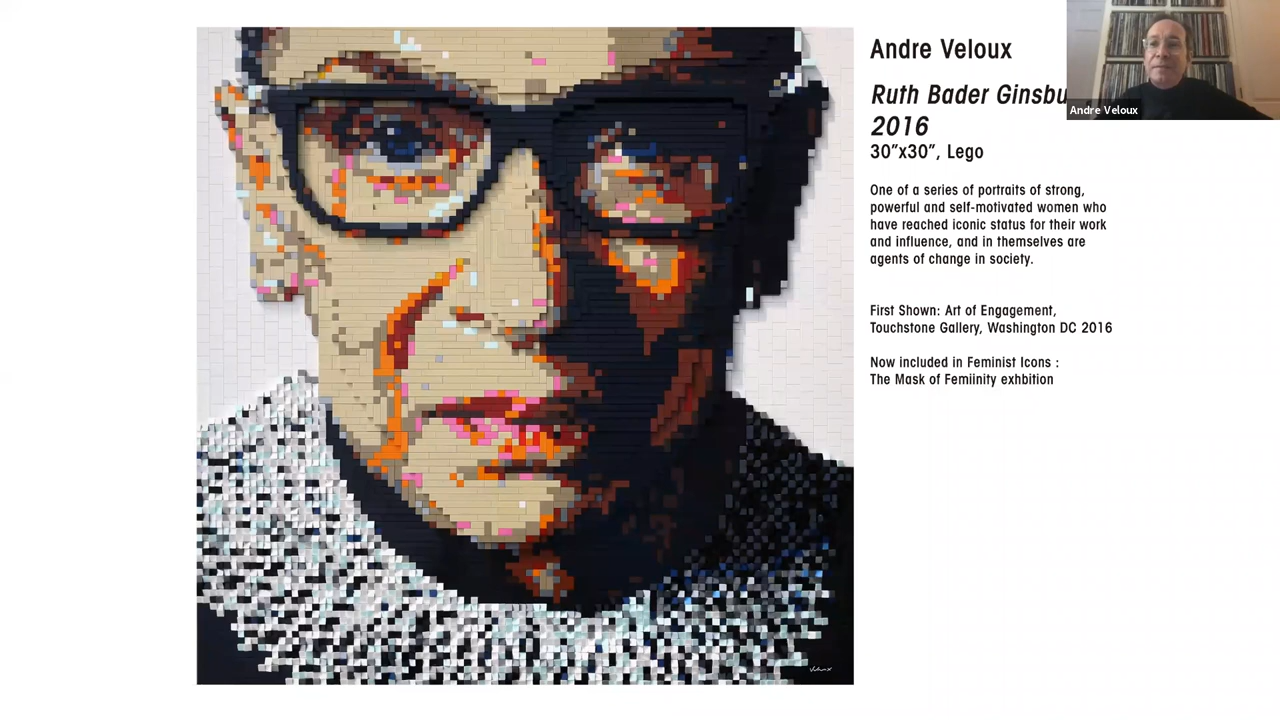 Andre Veloux
Ruth Bader Ginsbu
2016
30”x30”, Lego
One of a series of portraits of strong,
powerful and self-motivated women who
have reached iconic status for their work
and influence, and in themselves are
agents of change in society.
First Shown: Art of Engagement,
Touchstone Gallery, Washington DC 2016
Now included in Feminist Icons :
The Mask of Femiinity exhbition
Andre Veloux
Veloux